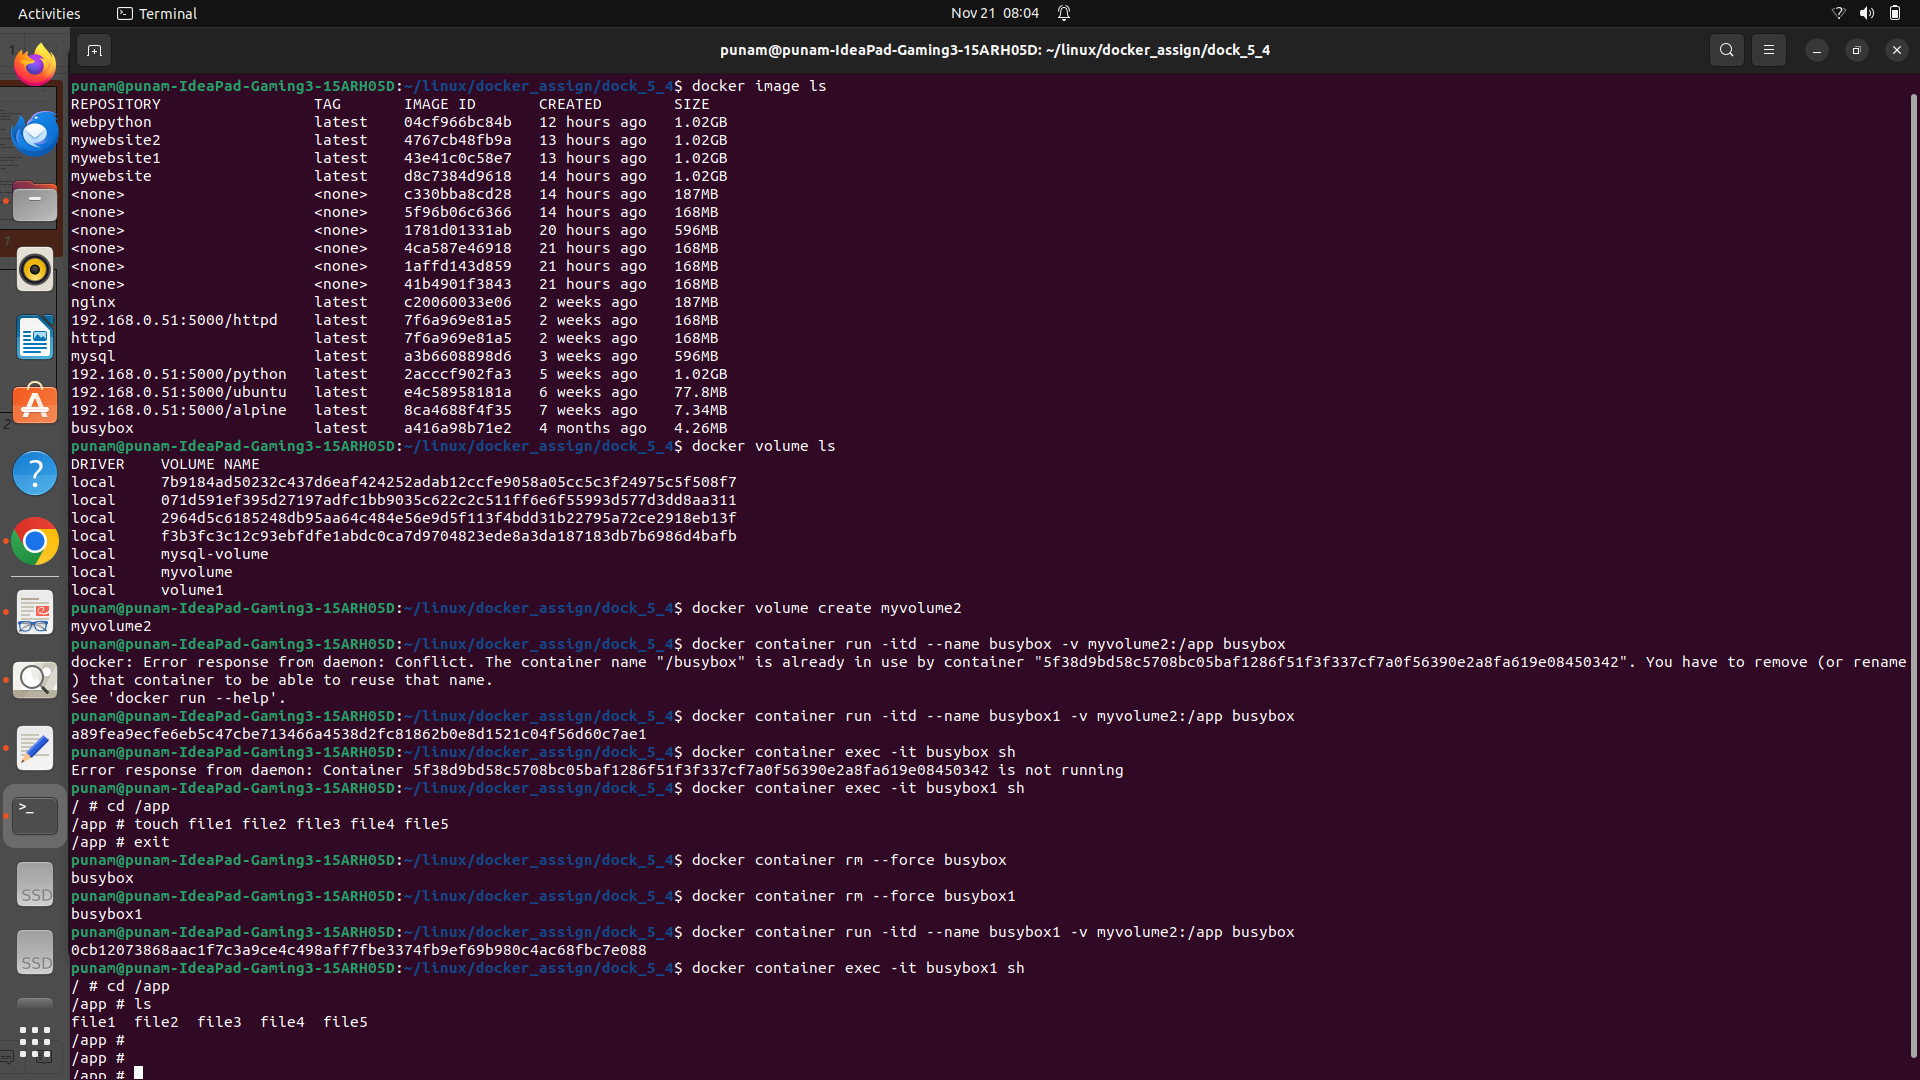 Activities
Terminal
Nov 21 08:04
punam@punam-IdeaPad-Gaming3-15ARH05D: ~/linux/docker_assign/dock_5_4
punam@punam-IdeaPad-Gaming3-15ARH05D:~/linux/docker_assign/dock_5_4$ docker image ls
REPOSITORY TAG IMAGE ID CREATED SIZE
webpython latest 04cf966bc84b 12 hours ago 1.02GB
mywebsite2 latest 4767cb48fb9a 13 hours ago 1.02GB
mywebsite1 latest 43e41c0c58e7 13 hours ago 1.02GB
mywebsite latest d8c7384d9618 14 hours ago 1.02GB
<none> <none> c330bba8cd28 14 hours ago 187MB
<none> <none> 5f96b06c6366 14 hours ago 168MB
<none> <none> 1781d01331ab 20 hours ago 596MB
<none> <none> 4ca587e46918 21 hours ago 168MB
<none> <none> 1affd143d859 21 hours ago 168MB
<none> <none> 41b4901f3843 21 hours ago 168MB
nginx latest c20060033e06 2 weeks ago 187MB
192.168.0.51:5000/httpd latest 7f6a969e81a5 2 weeks ago 168MB
httpd latest 7f6a969e81a5 2 weeks ago 168MB
mysql latest a3b6608898d6 3 weeks ago 596MB
192.168.0.51:5000/python latest 2acccf902fa3 5 weeks ago 1.02GB
192.168.0.51:5000/ubuntu latest e4c58958181a 6 weeks ago 77.8MB
192.168.0.51:5000/alpine latest 8ca4688f4f35 7 weeks ago 7.34MB
busybox latest a416a98b71e2 4 months ago 4.26MB
punam@punam-IdeaPad-Gaming3-15ARH05D:~/linux/docker_assign/dock_5_4$ docker volume ls
DRIVER VOLUME NAME
local 7b9184ad50232c437d6eaf424252adab12ccfe9058a05cc5c3f24975c5f508f7
local 071d591ef395d27197adfc1bb9035c622c2c511ff6e6f55993d577d3dd8aa311
local 2964d5c6185248db95aa64c484e56e9d5f113f4bdd31b22795a72ce2918eb13f
local f3b3fc3c12c93ebfdfe1abdc0ca7d9704823ede8a3da187183db7b6986d4bafb
local mysql-volume
local myvolume
local volume1
punam@punam-IdeaPad-Gaming3-15ARH05D:~/linux/docker_assign/dock_5_4$ docker volume create myvolume2
myvolume2
punam@punam-IdeaPad-Gaming3-15ARH05D:~/linux/docker_assign/dock_5_4$ docker container run -itd --name busybox -v myvolume2:/app busybox
docker: Error response from daemon: Conflict. The container name "/busybox" is already in use by container "5f38d9bd58c5708bc05baf1286f51f3f337cf7a0f56390e2a8fa619e08450342". You have to remove (or rename
) that container to be able to reuse that name.
See 'docker run --help'.
punam@punam-IdeaPad-Gaming3-15ARH05D:~/linux/docker_assign/dock_5_4$ docker container run -itd --name busybox1 -v myvolume2:/app busybox
a89fea9ecfe6eb5c47cbe713466a4538d2fc81862b0e8d1521c04f56d60c7ae1
punam@punam-IdeaPad-Gaming3-15ARH05D:~/linux/docker_assign/dock_5_4$ docker container exec -it busybox sh
Error response from daemon: Container 5f38d9bd58c5708bc05baf1286f51f3f337cf7a0f56390e2a8fa619e08450342 is not running
punam@punam-IdeaPad-Gaming3-15ARH05D:~/linux/docker_assign/dock_5_4$ docker container exec -it busybox1 sh
/ # cd /app
/app # touch file1 file2 file3 file4 file5
/app # exit
punam@punam-IdeaPad-Gaming3-15ARH05D:~/linux/docker_assign/dock_5_4$ docker container rm --force busybox
busybox
punam@punam-IdeaPad-Gaming3-15ARH05D:~/linux/docker_assign/dock_5_4$ docker container rm --force busybox1
busybox1
punam@punam-IdeaPad-Gaming3-15ARH05D:~/linux/docker_assign/dock_5_4$ docker container run -itd --name busybox1 -v myvolume2:/app busybox
0cb12073868aac1f7c3a9ce4c498aff7fbe3374fb9ef69b980c4ac68fbc7e088
punam@punam-IdeaPad-Gaming3-15ARH05D:~/linux/docker_assign/dock_5_4$ docker container exec -it busybox1 sh
/ # cd /app
/app # ls
file1 file2 file3 file4 file5
/app #
/app #
/app #
SSD
SSD